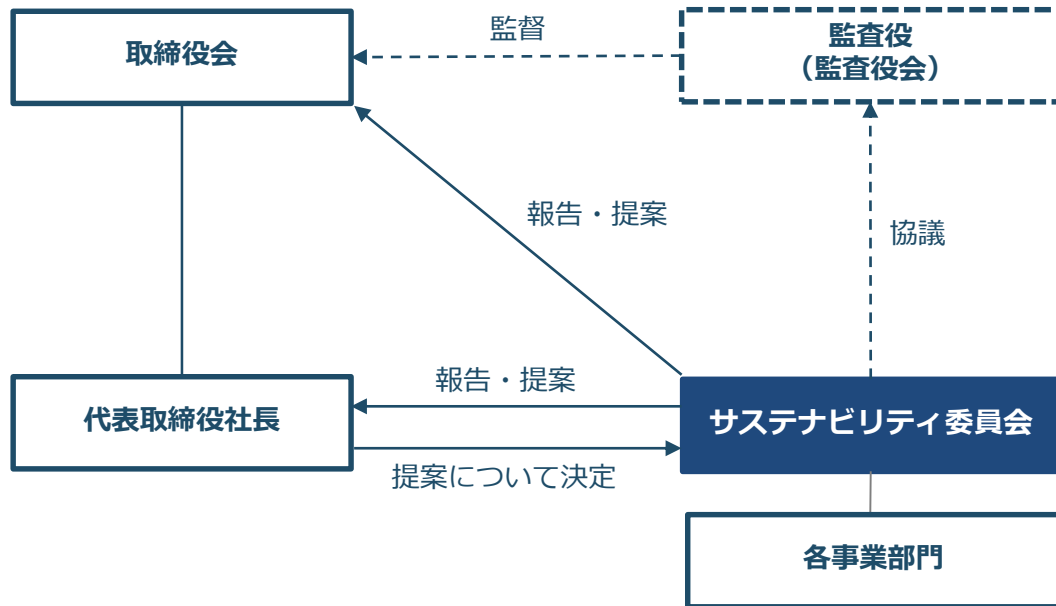 取締役会
監督
監査役
(監査役会)
報告・提案
協議
代表取締役社長
報告・提案
提案について決定
サステナビリティ委員会
各事業部門